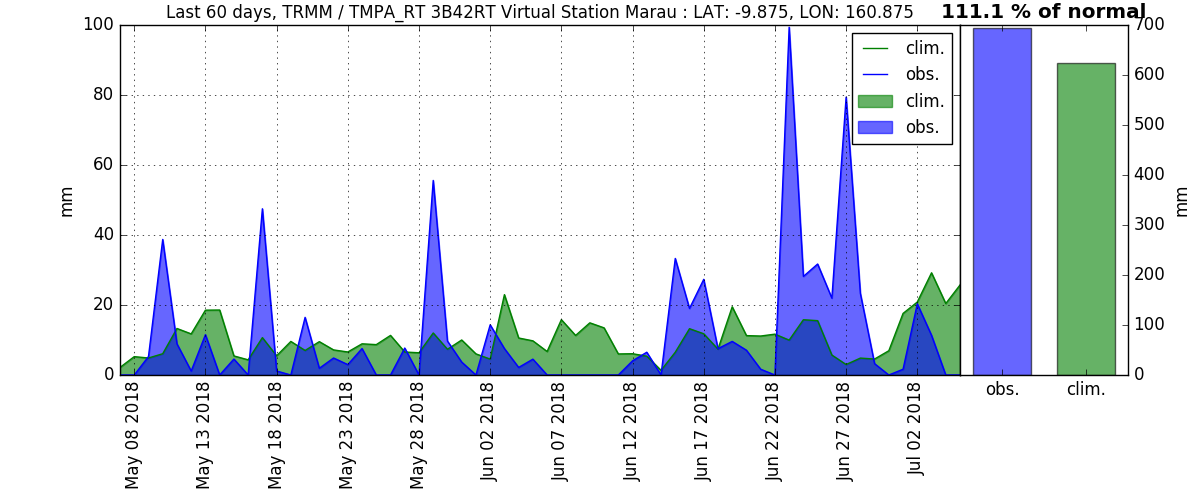 Last 60 days, TRMM / TMPA_RT 3B42RT Virtual Station Marau : LAT: -9.875, LON: 160.875
111.1 % of normal
100
80
60
40
20
0
mm
clim.
obs.
clim.
obs.
700
600
500
400
300
200
100
0
mm
obs.
clim.
May 08 2018
May 13 2018
May 18 2018
May 23 2018
May 28 2018
Jun 02 2018
Jun 07 2018
Jun 12 2018
Jun 17 2018
Jun 22 2018
Jun 27 2018
Jul 02 2018